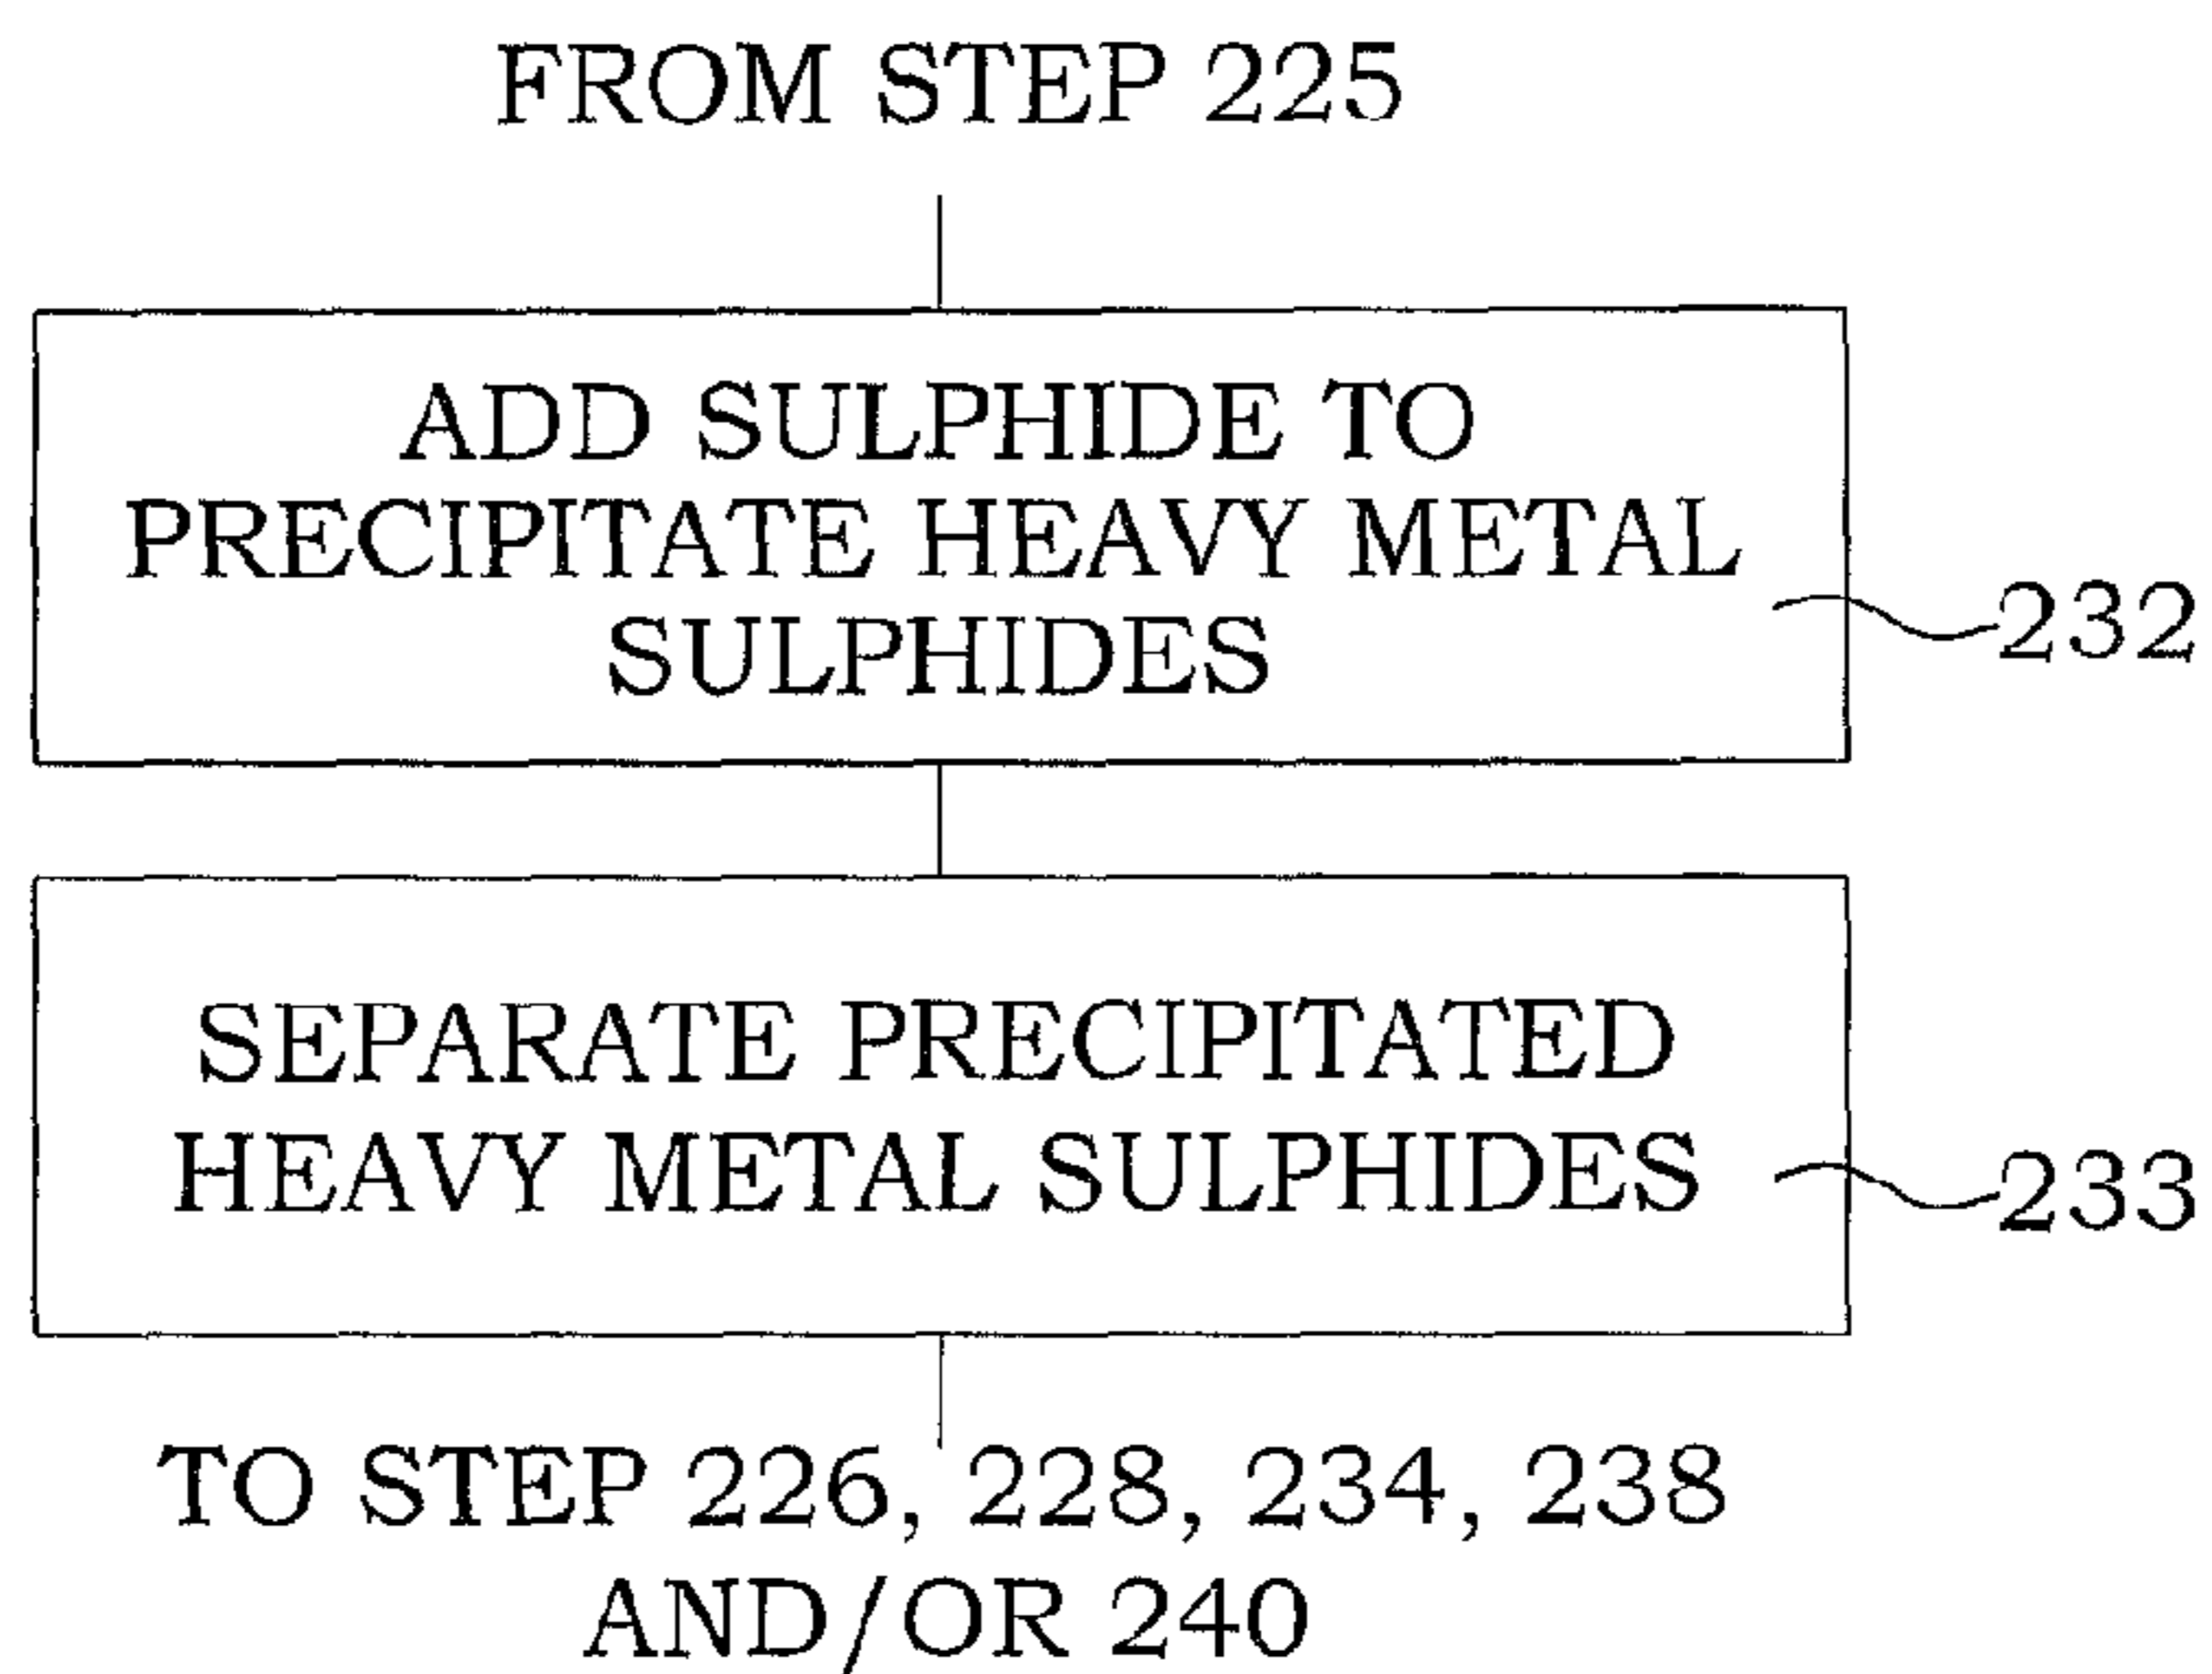 FROM STEP 225
ADD SULPHIDE TO
PRECIPITATE HEAVY METAL
SULPHIDES
232
SEPARATE PRECIPITATED
HEAVY METAL SULPHIDES
233
TO STEP 226, 228, 234, 238
AND/OR 240